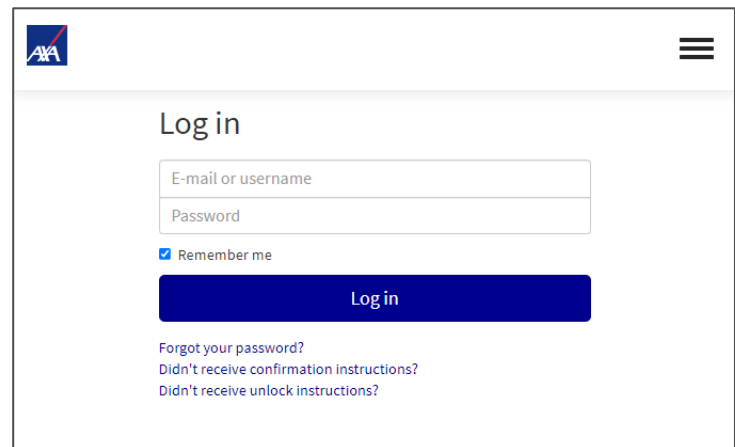 AXA
Log in
E-mail or username
Password
Remember me
Log in
Forgot your password?
Didn't receive confirmation instructions?
Didn't receive unlock instructions?